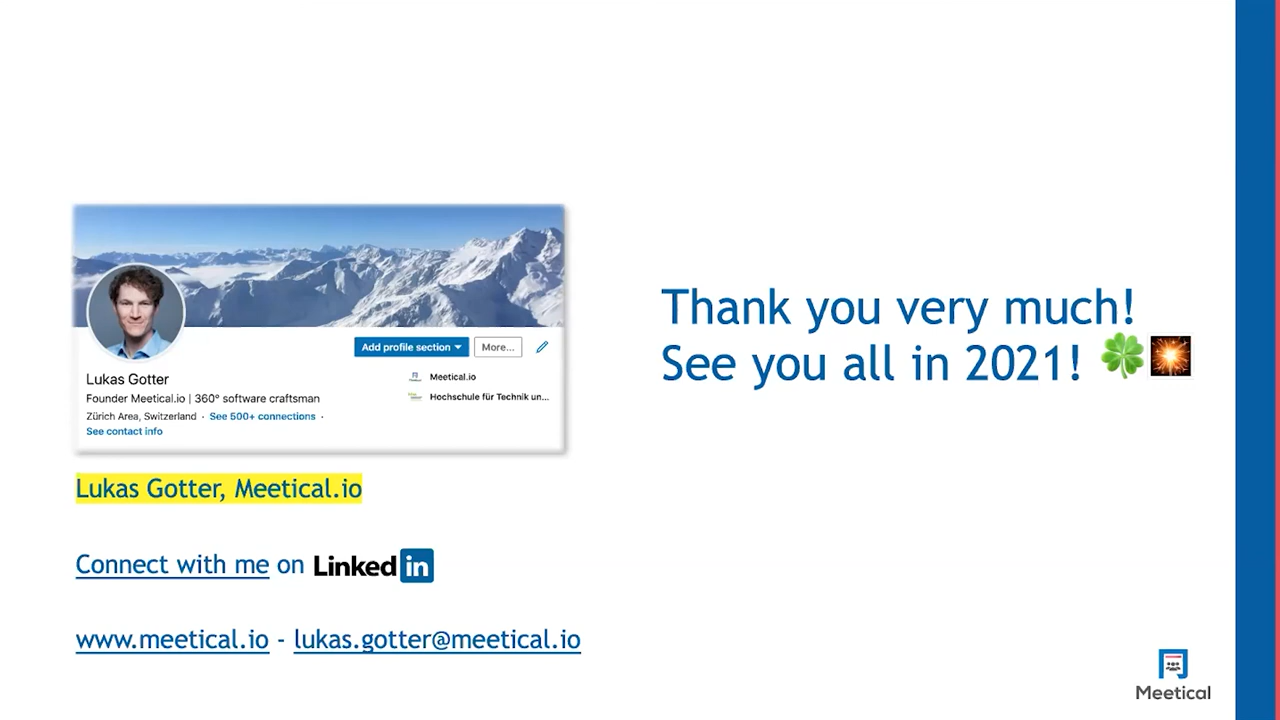 Add profile section
More...
Lukas Gotter
Founder Meetical.io | 360° software craftsman
Zürich Area, Switzerland · See 500+ connections ·
See contact info
Meetical.io
Hochschule für Technik un...
Lukas Gotter, Meetical.io
Connect with me on Linked in
www.meetical.io - lukas.gotter@meetical.io
Thank you very much!
See you all in 2021! 🍀🎇
Meetical